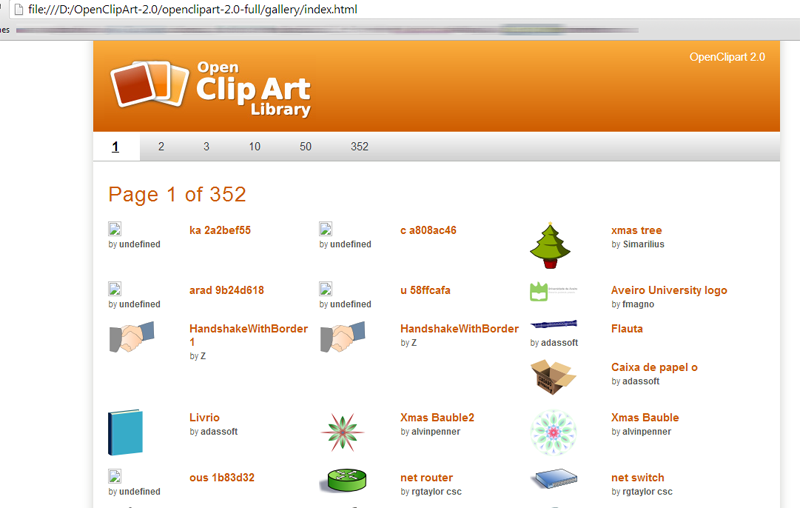 file:///D:/OpenClipArt-2.0/openclipart-2.0-full/gallery/index.html
nes
OpenClipart 2.0
Open
Clip Art
Library
1 2 3 10 50 352
Page 1 of 352
ka 2a2bef55
by undefined
c a808ac46
by undefined
xmas tree
by Simarilius
arad 9b24d618
by undefined
u 58ffcafa
by undefined
Aveiro University logo
by fmagno
HandshakeWithBorder
1
by Z
HandshakeWithBorder
by Z
Flauta
by adassoft
Caixa de papel o
by adassoft
Livrio
by adassoft
Xmas Bauble2
by alvinpenner
Xmas Bauble
by alvinpenner
ous 1b83d32
by undefined
net router
by rgtaylor csc
net switch
by rgtaylor csc